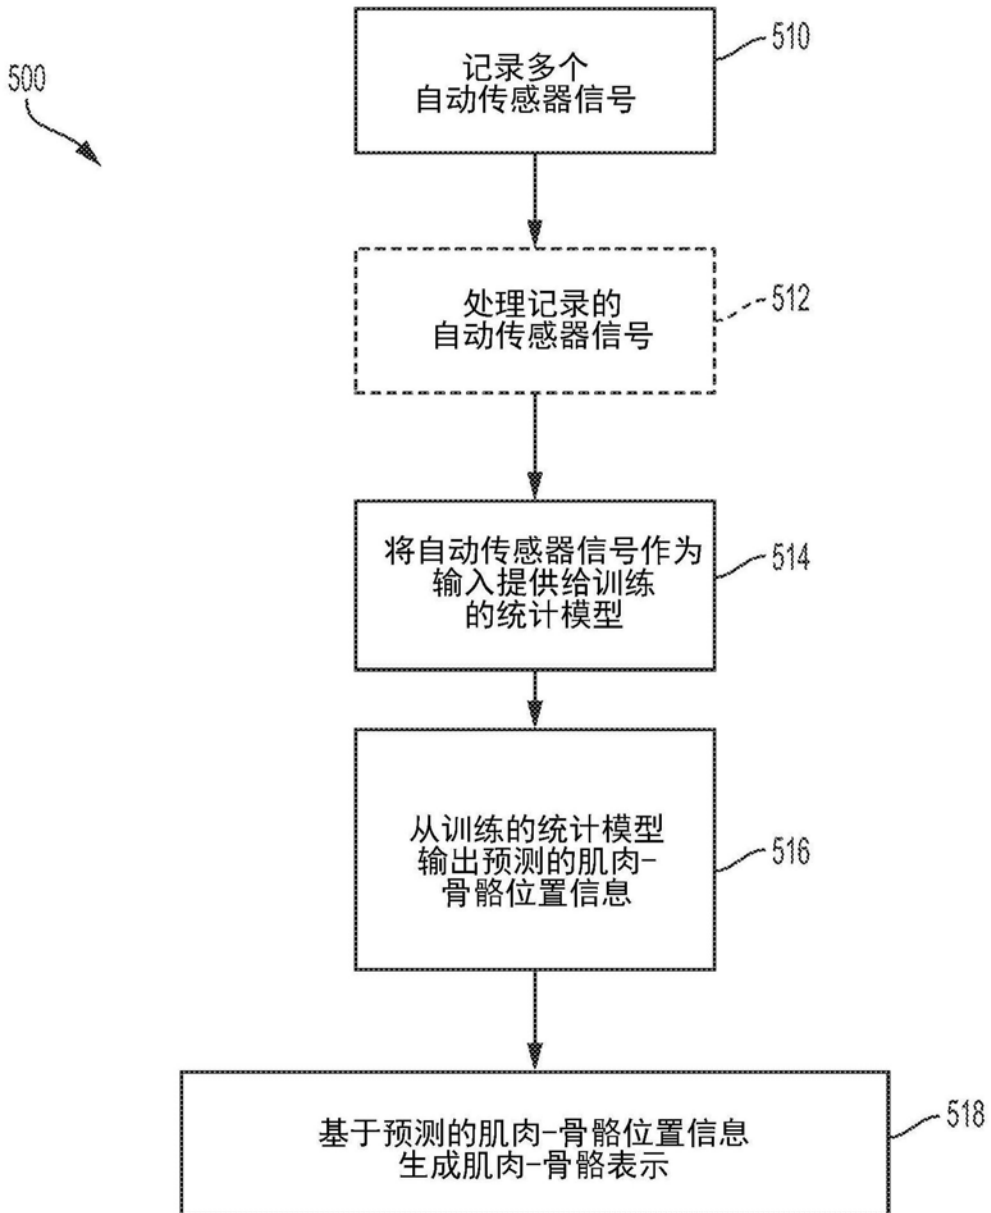 500
记录多个
自动传感器信号
510
处理记录的
自动传感器信号
512
将自动传感器信号作为
输入提供给训练
的统计模型
514
从训练的统计模型
输出预测的肌肉-
骨骼位置信息
516
基于预测的肌肉-骨骼位置信息
生成肌肉-骨骼表示
518